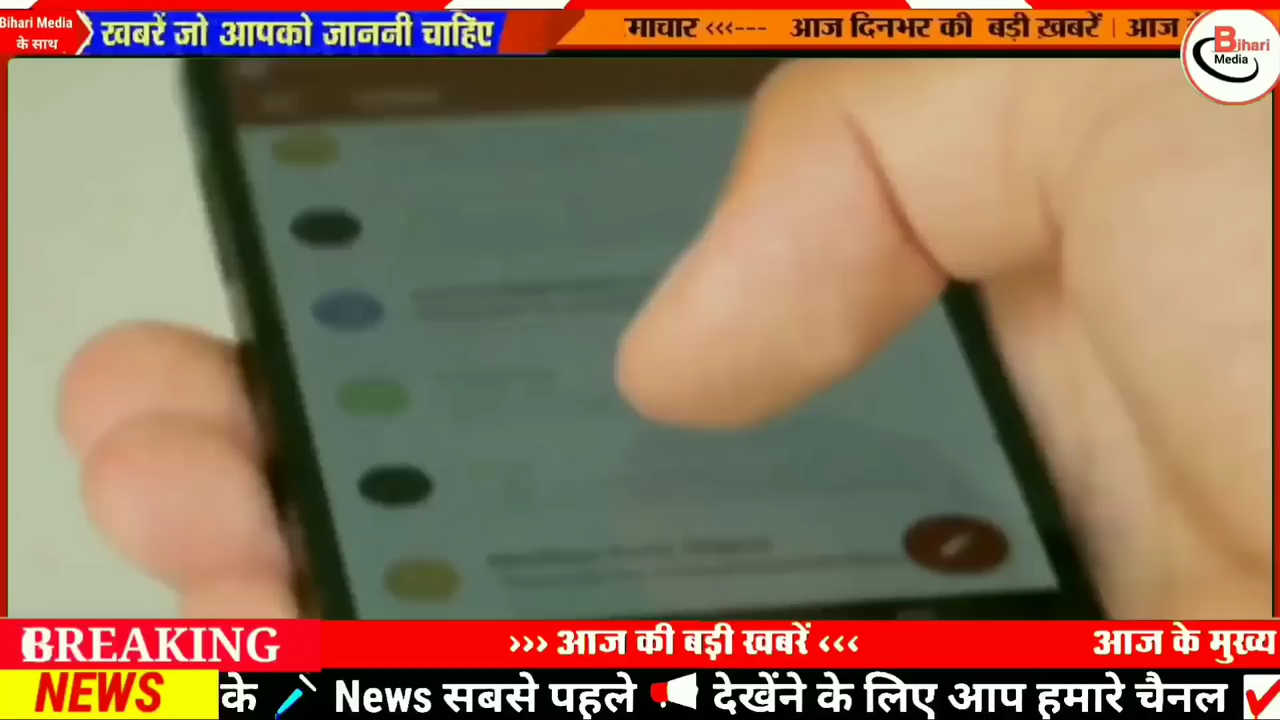 Bihari Media
के साथ
खबरें जो आपको जाननी चाहिए
माचार <<<--- आज दिनभर की बड़ी ख़बरें | आज
Bihari
Media
BREAKING
>>> आज की बड़ी खबरें <<<
आज के मुख्य
NEWS
के News सबसे पहले देखेंने के लिए आप हमारे चैनल